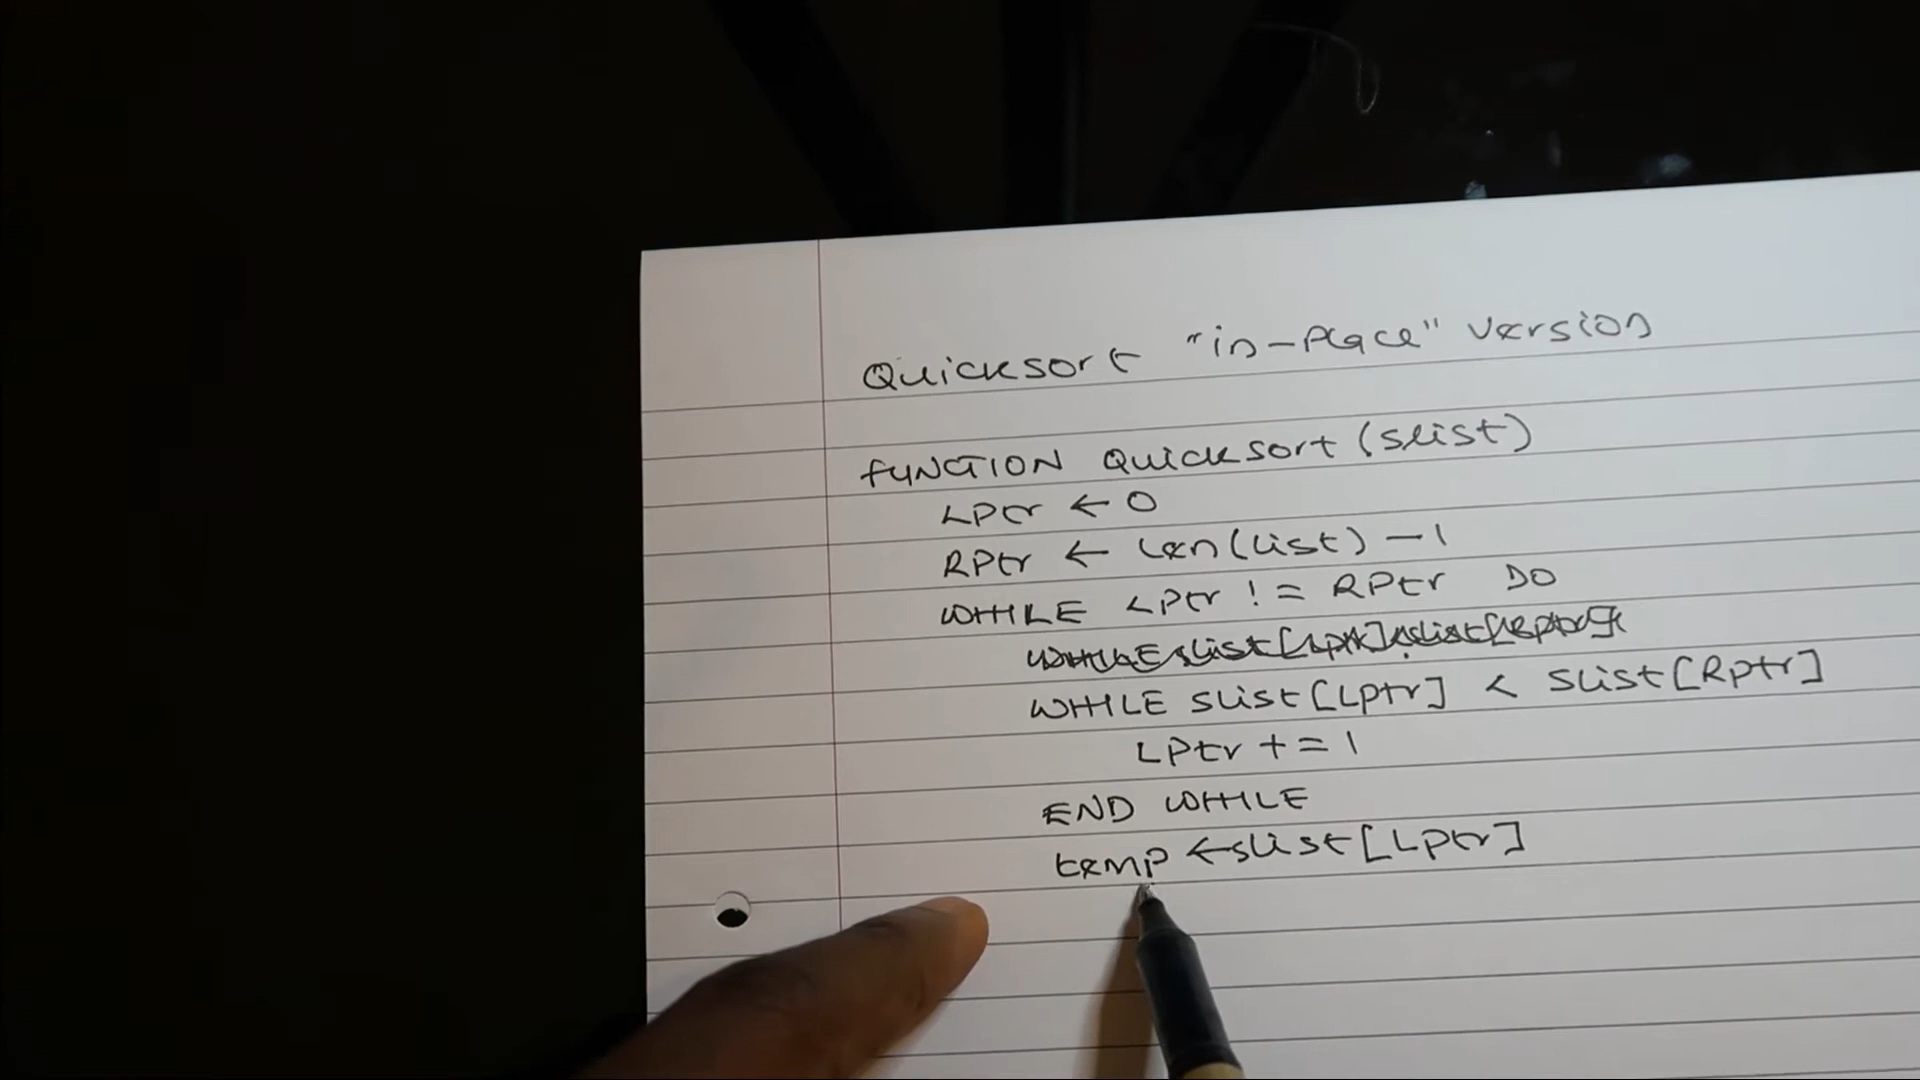 Quicksort "in-place" version
FUNCTION Quicksort (slist)
LPtr ← 0
RPtr ← len(list) - 1
WHILE LPtr != RPtr DO
WHILE slist[Lptr] < slist[Rptr]
LPtr += 1
END WHILE
temp ← slist[Lptr]